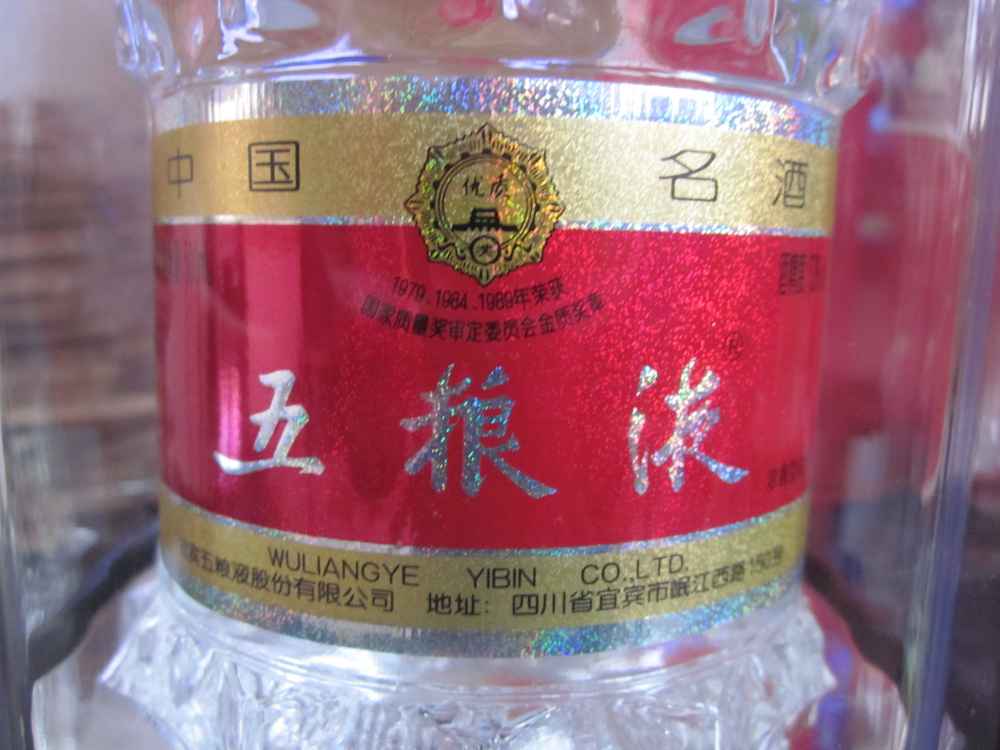 中国名酒
优质
1979.1984.1989年荣获
国家质量奖审定委员会金质奖章
®
五粮液
WULIANGYE YIBIN CO.,LTD.
宾五粮液股份有限公司 地址:四川省宜宾市岷江西路150号